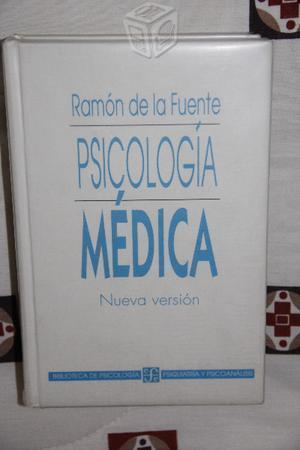 Ramón de la Fuente
PSICOLOGÍA
MÉDICA
Nueva versión
BIBLIOTECA DE PSICOLOGÍA, PSIQUIATRÍA Y PSICOANÁLISIS